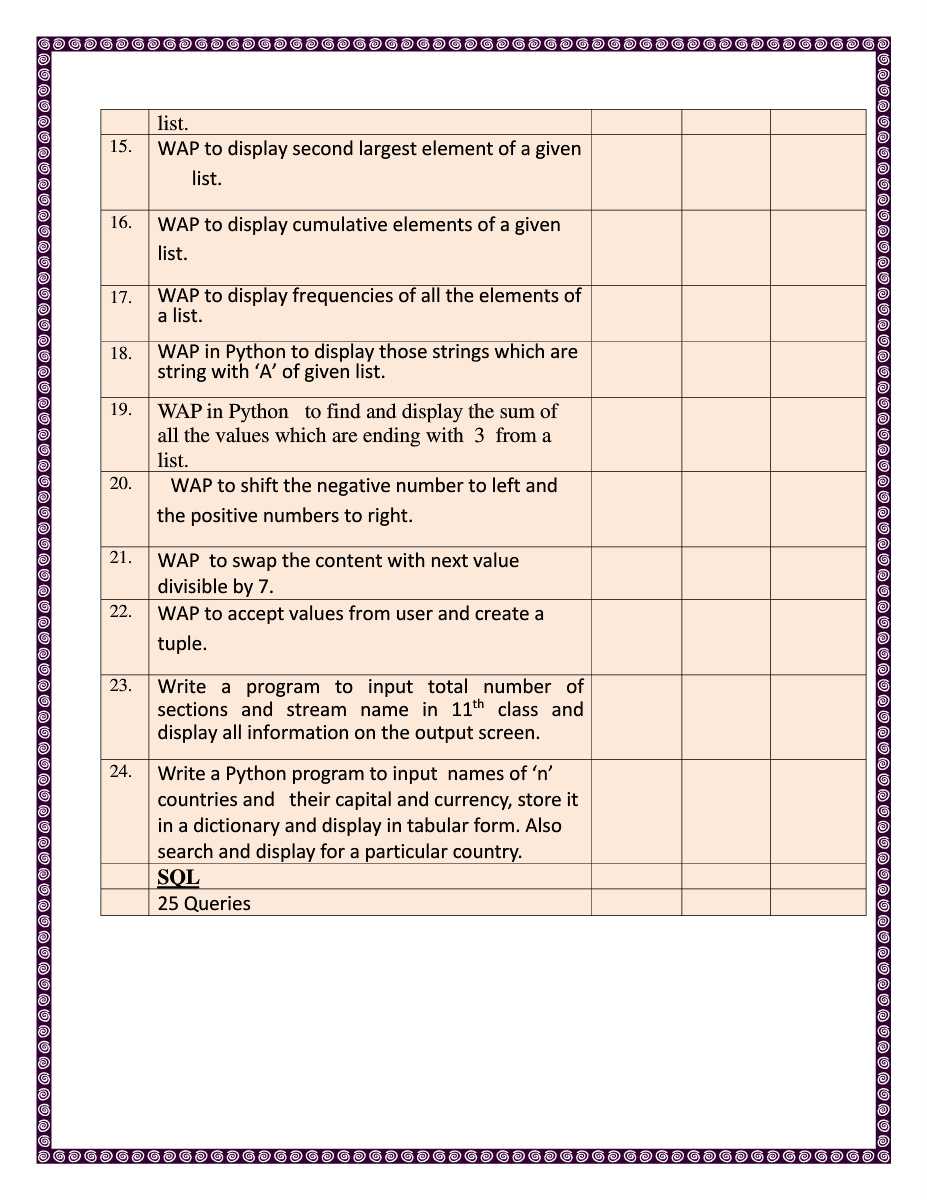 list.
15. WAP to display second largest element of a given
list.
16. WAP to display cumulative elements of a given
list.
17. WAP to display frequencies of all the elements of
a list.
18. WAP in Python to display those strings which are
string with ‘A’ of given list.
19. WAP in Python to find and display the sum of
all the values which are ending with 3 from a
list.
20. WAP to shift the negative number to left and
the positive numbers to right.
21. WAP to swap the content with next value
divisible by 7.
22. WAP to accept values from user and create a
tuple.
23. Write a program to input total number of
sections and stream name in 11th class and
display all information on the output screen.
24. Write a Python program to input names of ‘n’
countries and their capital and currency, store it
in a dictionary and display in tabular form. Also
search and display for a particular country.
SQL
25 Queries